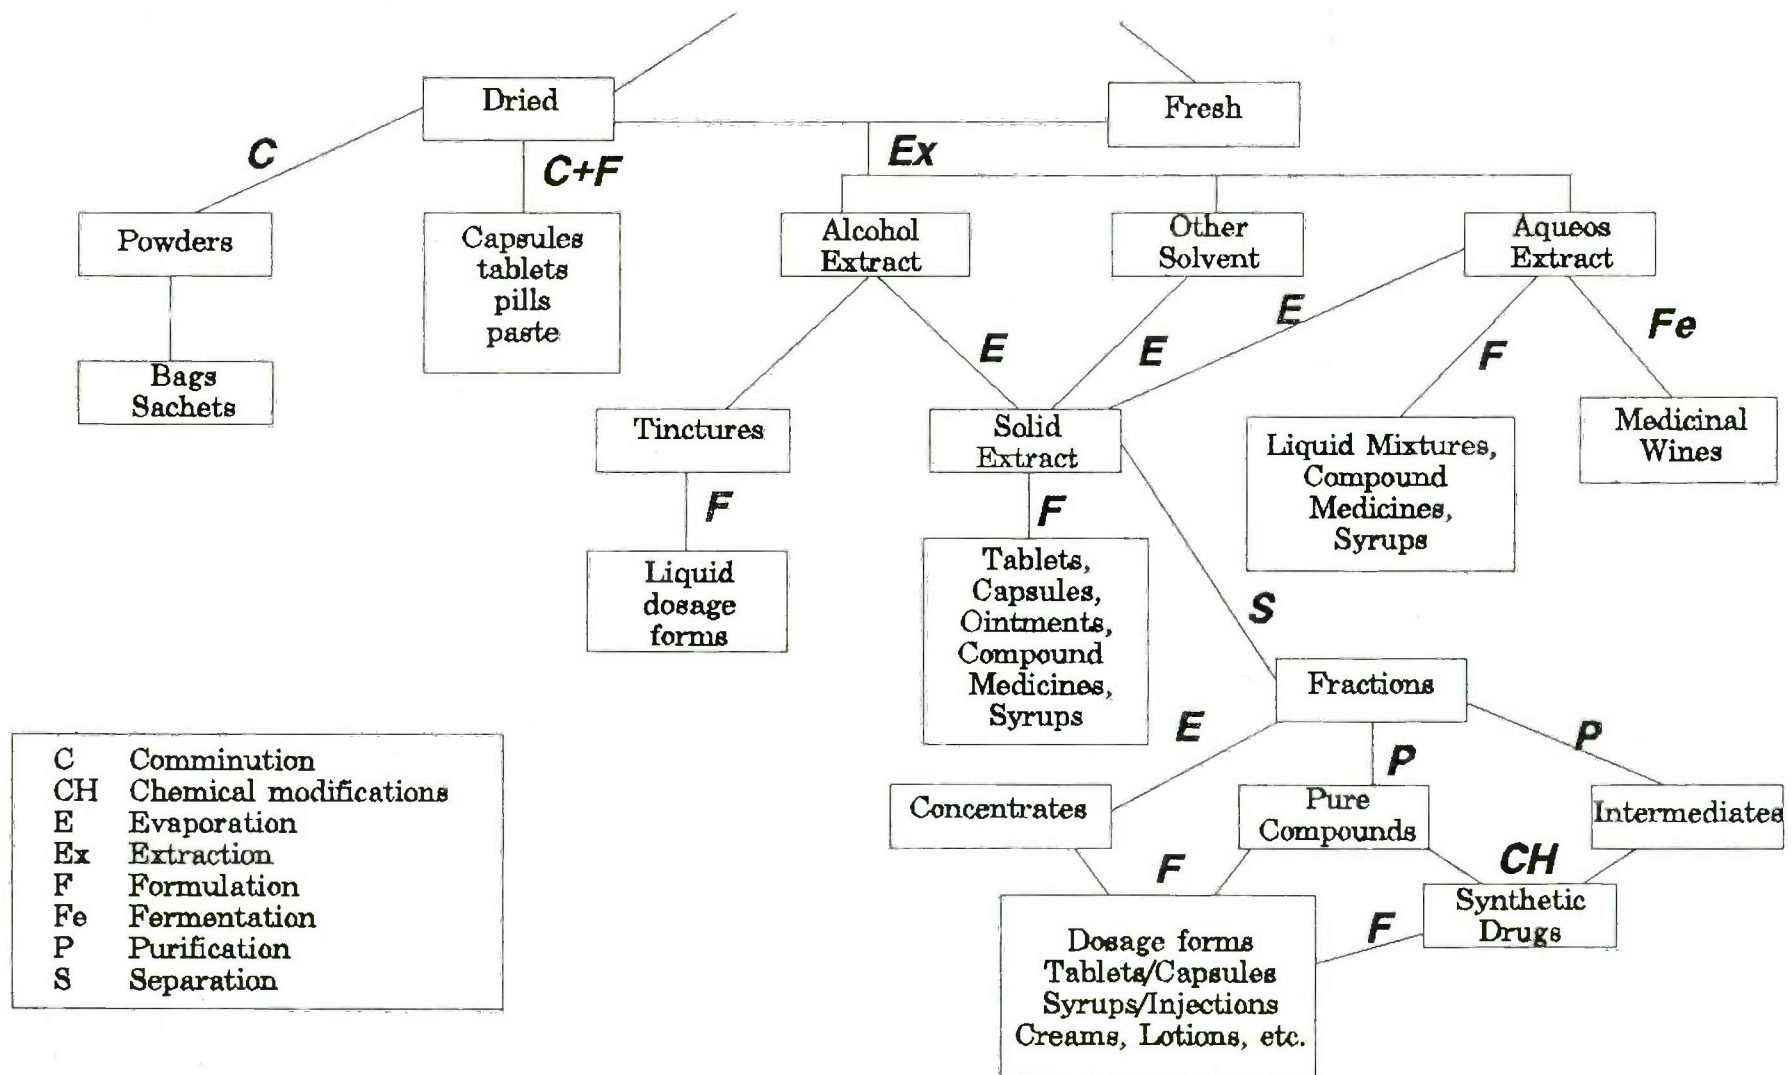 Dried
Fresh
C
C+F
Ex
Powders
Capsules
tablets
pills
paste
Alcohol
Extract
Other
Solvent
Aqueos
Extract
Bags
Sachets
E
E
E
F
Fe
Tinctures
Solid
Extract
Liquid Mixtures,
Compound
Medicines,
Syrups
Medicinal
Wines
F
F
Liquid
dosage
forms
Tablets,
Capsules,
Ointments,
Compound
Medicines,
Syrups
S
Fractions
E
P
P
Concentrates
Pure
Compounds
Intermediates
F
CH
Synthetic
Drugs
F
Dosage forms
Tablets/Capsules
Syrups/Injections
Creams, Lotions, etc.
C Comminution
CH Chemical modifications
E Evaporation
Ex Extraction
F Formulation
Fe Fermentation
P Purification
S Separation